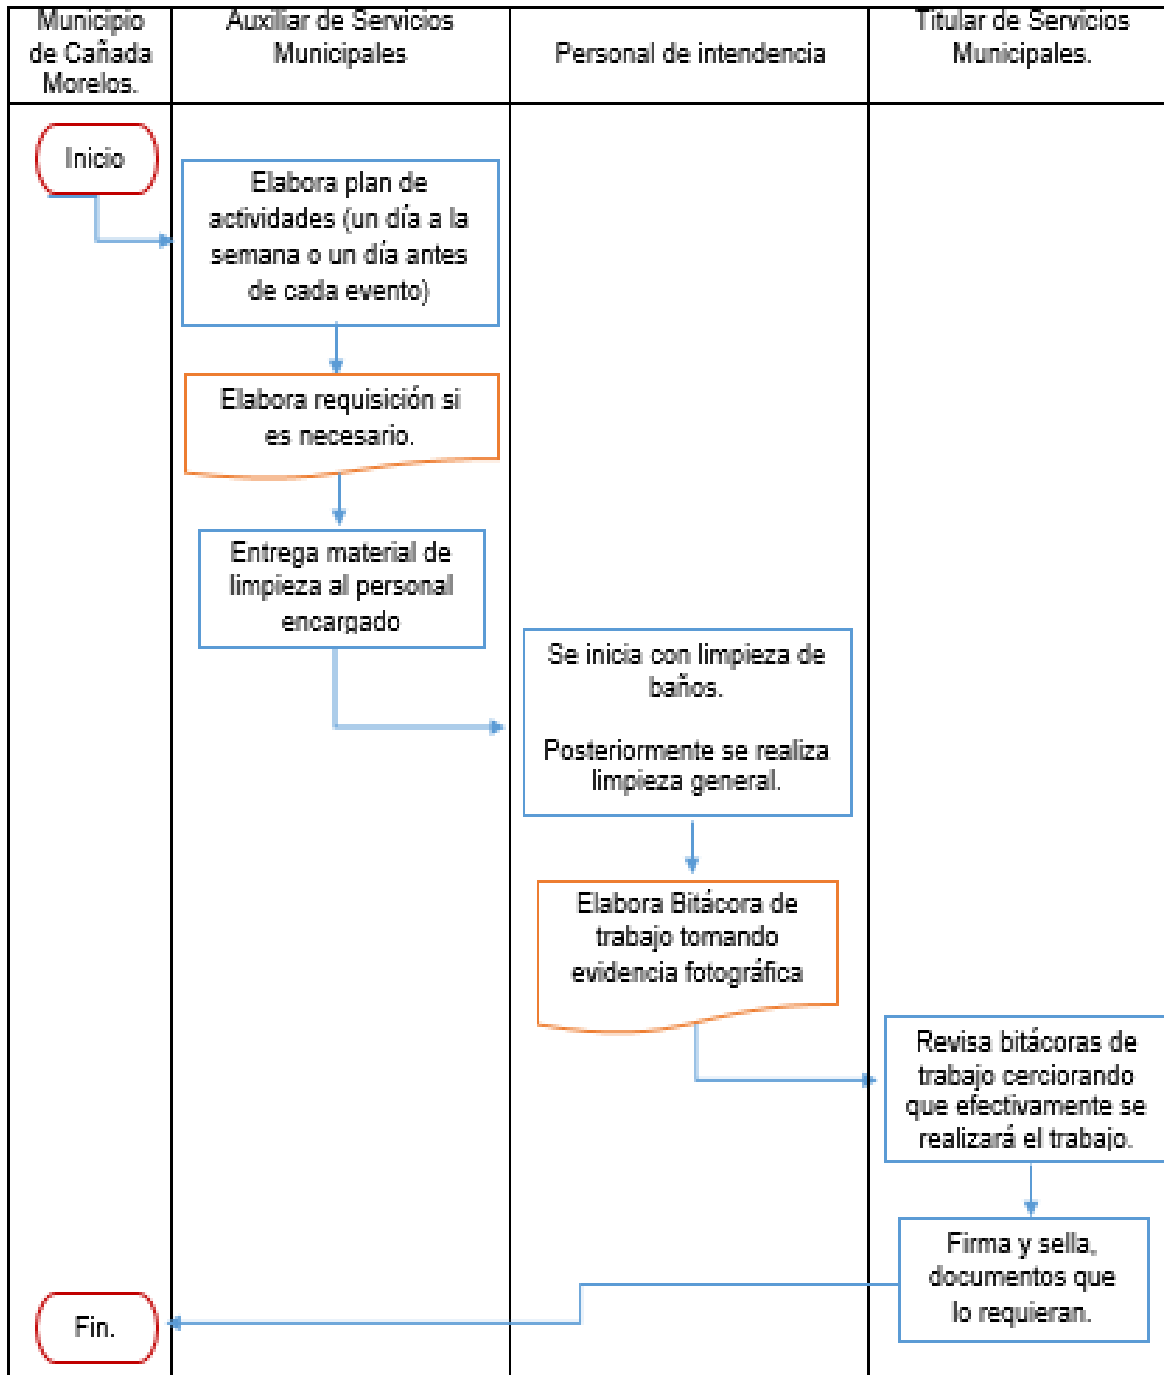 Municipio
de Cañada
Morelos.
Auxiliar de Servicios
Municipales
Personal de intendencia
Titular de Servicios
Municipales.
Inicio
Elabora plan de
actividades (un día a la
semana o un día antes
de cada evento)
Elabora requisición si
es necesario.
Entrega material de
limpieza al personal
encargado
Se inicia con limpieza de
baños.
Posteriormente se realiza
limpieza general.
Elabora Bitácora de
trabajo tomando
evidencia fotográfica
Revisa bitácoras de
trabajo cerciorando
que efectivamente se
realizará el trabajo.
Firma y sella,
documentos que
lo requieran.
Fin.